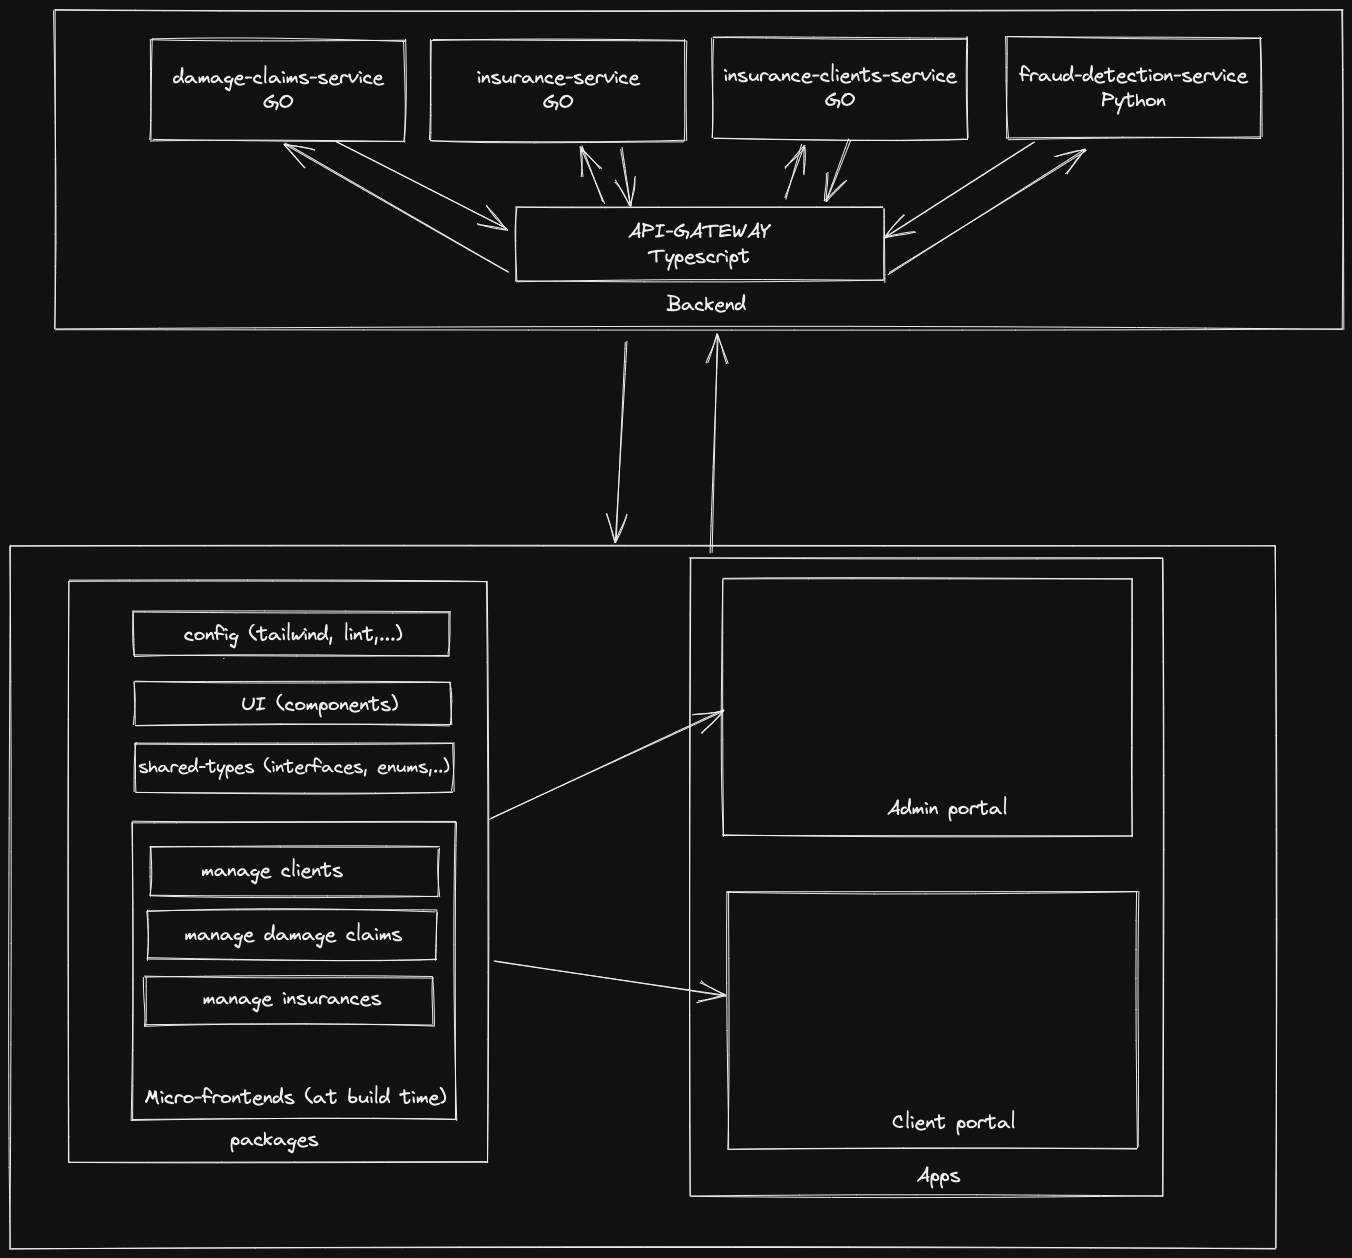 damage-claims-service
GO
insurance-service
GO
insurance-clients-service
GO
fraud-detection-service
Python
API-GATEWAY
Typescript
Backend
config (tailwind, lint,...)
UI (components)
shared-types (interfaces, enums,..)
manage clients
manage damage claims
manage insurances
Micro-frontends (at build time)
packages
Admin portal
Client portal
Apps